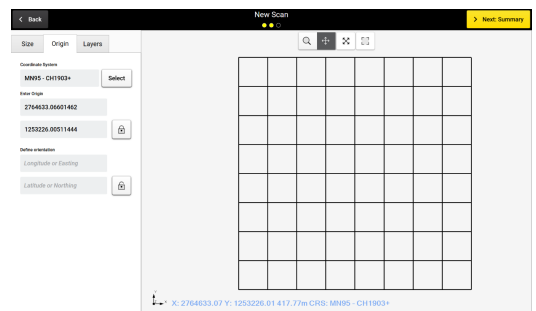 Back
New Scan
Next: Summary
Size
Origin
Layers
Coordinate System
MN95 - CH1903+
Select
Enter Origin
2764633.06601462
1253226.00511444
Define orientation
Longitude or Easting
Latitude or Northing
X: 2764633.07 Y: 1253226.01 417.77m CRS: MN95 - CH1903+